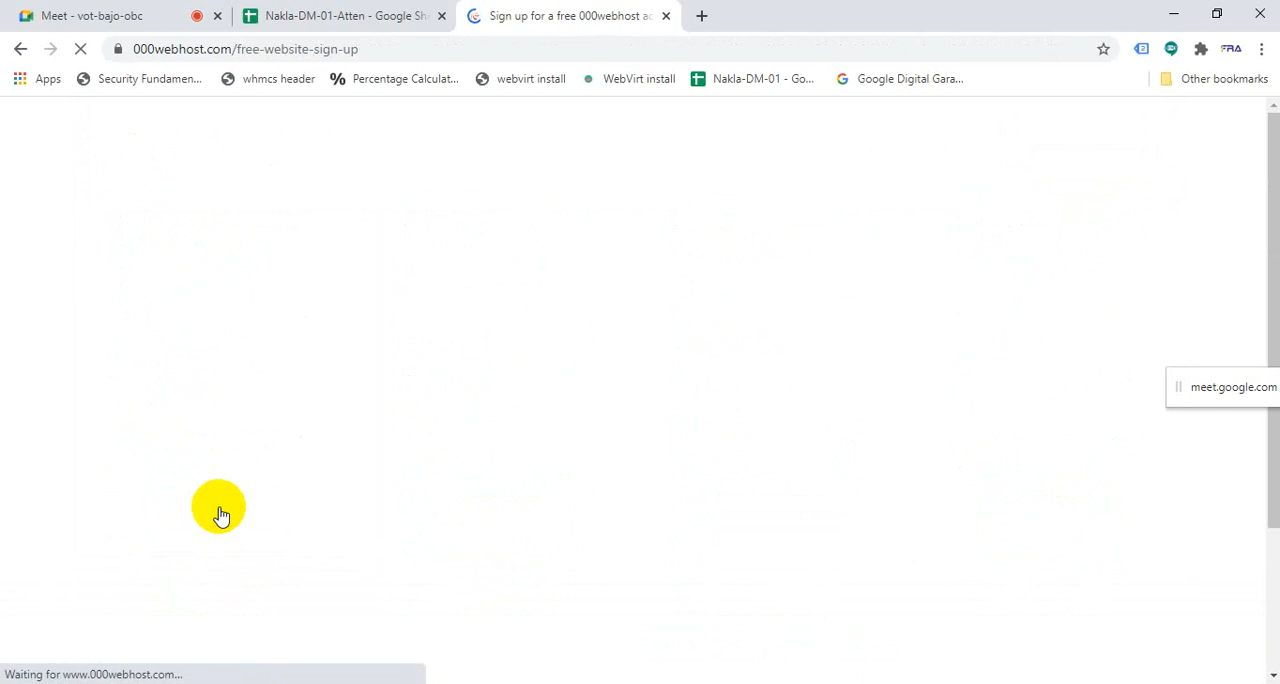 Meet - vot-bajo-obc
Nakla-DM-01-Atten - Google Sh
Sign up for a free 000webhost ac
000webhost.com/free-website-sign-up
Apps
Security Fundamen...
whmcs header
Percentage Calculat...
webvirt install
WebVirt install
Nakla-DM-01 - Go...
Google Digital Gara...
Other bookmarks
meet.google.com
Waiting for www.000webhost.com...